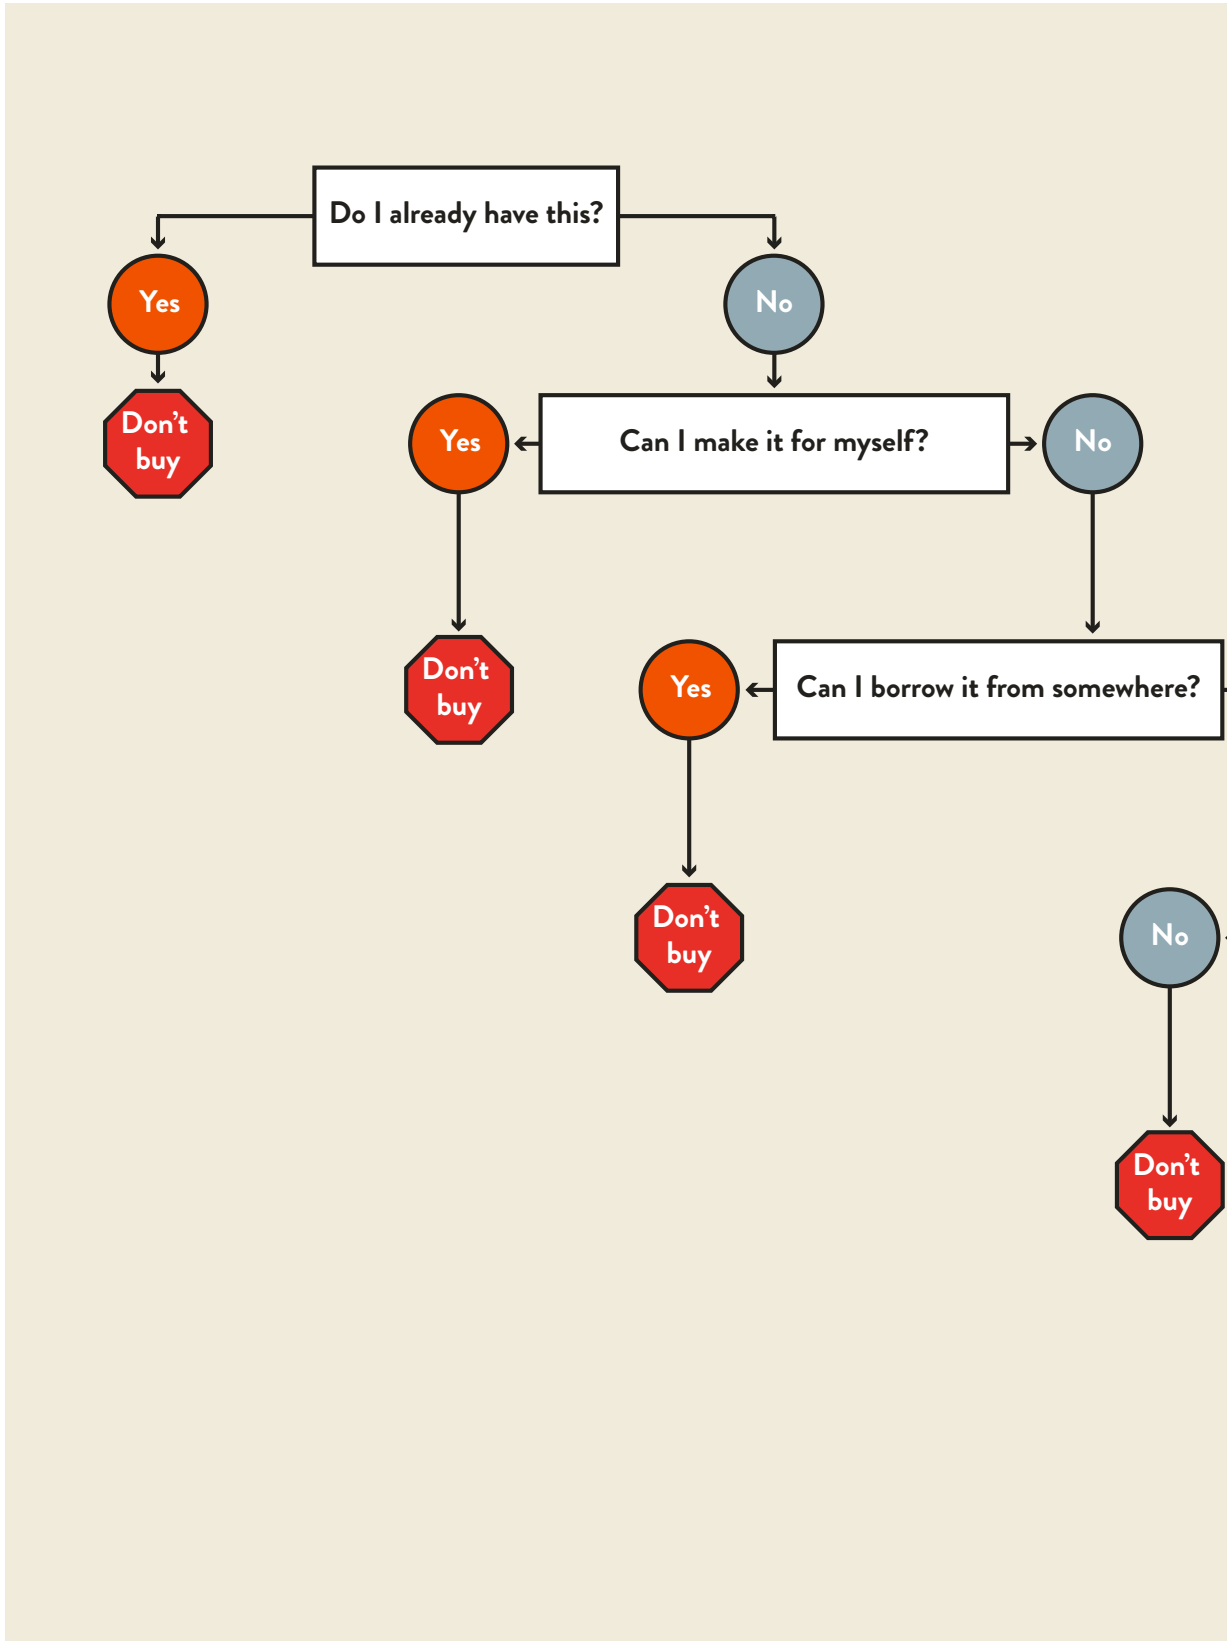 Do I already have this?
Yes
No
Don't
buy
Yes
Can I make it for myself?
No
Don't
buy
Yes
Can I borrow it from somewhere?
Don't
buy
No
Don't
buy